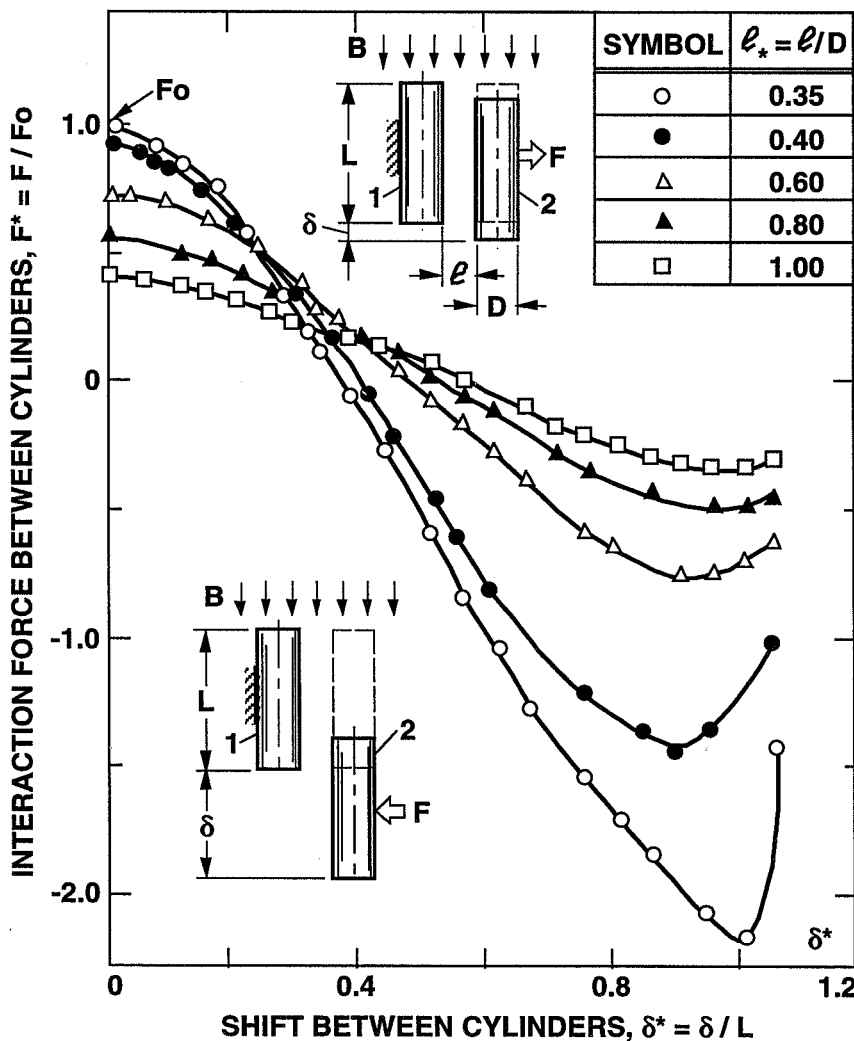 INTERACTION FORCE BETWEEN CYLINDERS, F* = F / Fo
1.0
0
-1.0
-2.0
Fo
B
L
δ
1
2
F
ℓ
D
SYMBOL ℓ* = ℓ/D
0.35
0.40
0.60
0.80
1.00
B
L
δ
1
2
F
δ*
0 0.4 0.8 1.2
SHIFT BETWEEN CYLINDERS, δ* = δ / L